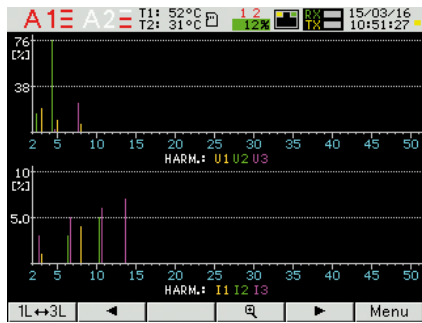 A1Ξ A2Ξ T1: 52°C 1 2 RX 15/03/16
T2: 31°C 12% TX 10:51:27
76
[%]
38
2 5 10 15 20 25 30 35 40 45 50
HARM.: U1 U2 U3
10
[%]
5.0
2 5 10 15 20 25 30 35 40 45 50
HARM.: I1 I2 I3
1L↔3L ◄ ► Menu